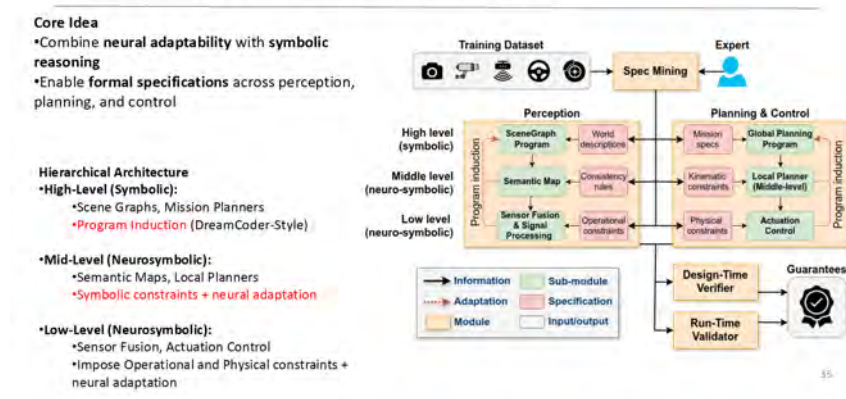 Core Idea
•Combine neural adaptability with symbolic
reasoning
•Enable formal specifications across perception,
planning, and control
Hierarchical Architecture
•High-Level (Symbolic):
•Scene Graphs, Mission Planners
•Program Induction (DreamCoder-Style)
•Mid-Level (Neurosymbolic):
•Semantic Maps, Local Planners
•Symbolic constraints + neural adaptation
•Low-Level (Neurosymbolic):
•Sensor Fusion, Actuation Control
•Impose Operational and Physical constraints +
neural adaptation
Training Dataset
Expert
Spec Mining
Perception
Planning & Control
High level
(symbolic)
Middle level
(neuro-symbolic)
Low level
(neuro-symbolic)
Program induction
SceneGraph
Program
World
descriptions
Mission
specs
Global Planning
Program
Semantic Map
Consistency
rules
Kinematic
constraints
Local Planner
(Middle-level)
Sensor Fusion
& Signal
Processing
Operational
constraints
Physical
constraints
Actuation
Control
Program induction
Information
Sub-module
Adaptation
Specification
Module
Input/output
Design-Time
Verifier
Run-Time
Validator
Guarantees
35